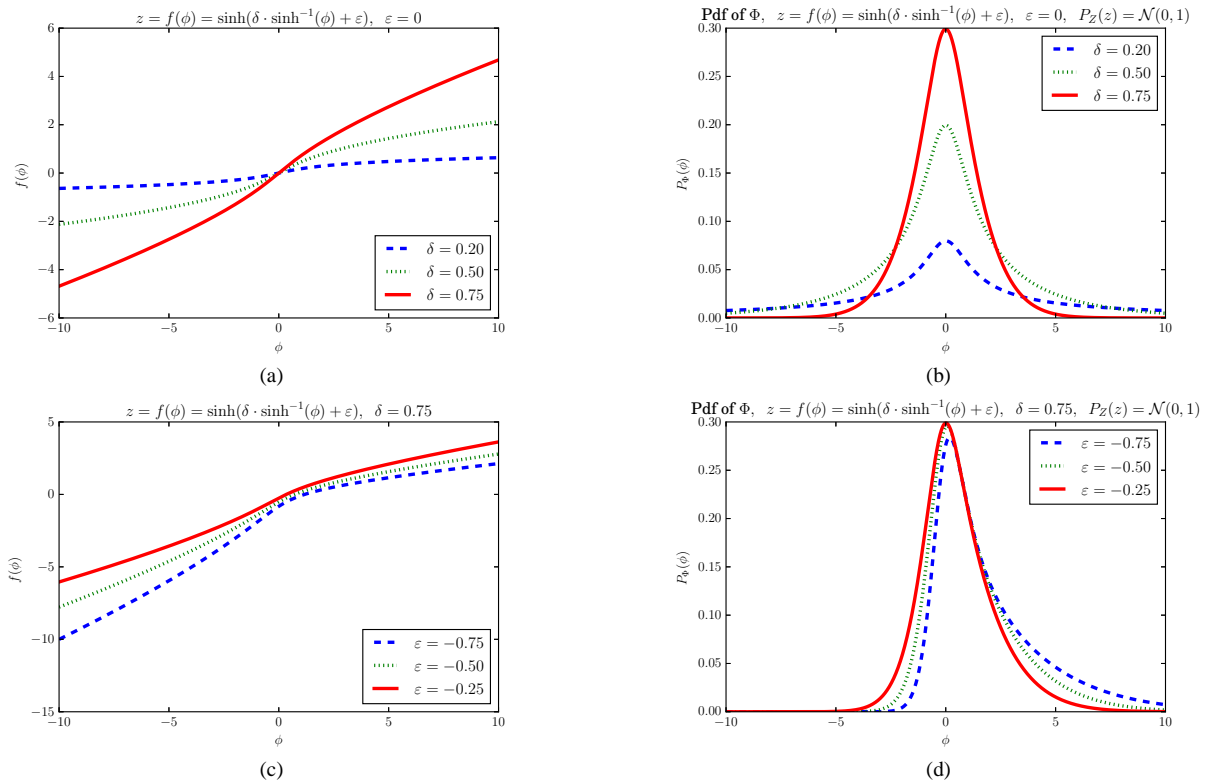 z = f(ϕ) = sinh(δ · sinh⁻¹(ϕ) + ε), ε = 0
6
4
2
0
−2
−4
−6
f(ϕ)
δ = 0.20
δ = 0.50
δ = 0.75
−10 −5 0 5 10
ϕ
(a)
Pdf of Φ, z = f(ϕ) = sinh(δ · sinh⁻¹(ϕ) + ε), ε = 0, P_Z(z) = 𝒩(0, 1)
0.30
0.25
0.20
0.15
0.10
0.05
0.00
P_Φ(ϕ)
δ = 0.20
δ = 0.50
δ = 0.75
−10 −5 0 5 10
ϕ
(b)
z = f(ϕ) = sinh(δ · sinh⁻¹(ϕ) + ε), δ = 0.75
5
0
−5
−10
−15
f(ϕ)
ε = −0.75
ε = −0.50
ε = −0.25
−10 −5 0 5 10
ϕ
(c)
Pdf of Φ, z = f(ϕ) = sinh(δ · sinh⁻¹(ϕ) + ε), δ = 0.75, P_Z(z) = 𝒩(0, 1)
0.30
0.25
0.20
0.15
0.10
0.05
0.00
P_Φ(ϕ)
ε = −0.75
ε = −0.50
ε = −0.25
−10 −5 0 5 10
ϕ
(d)